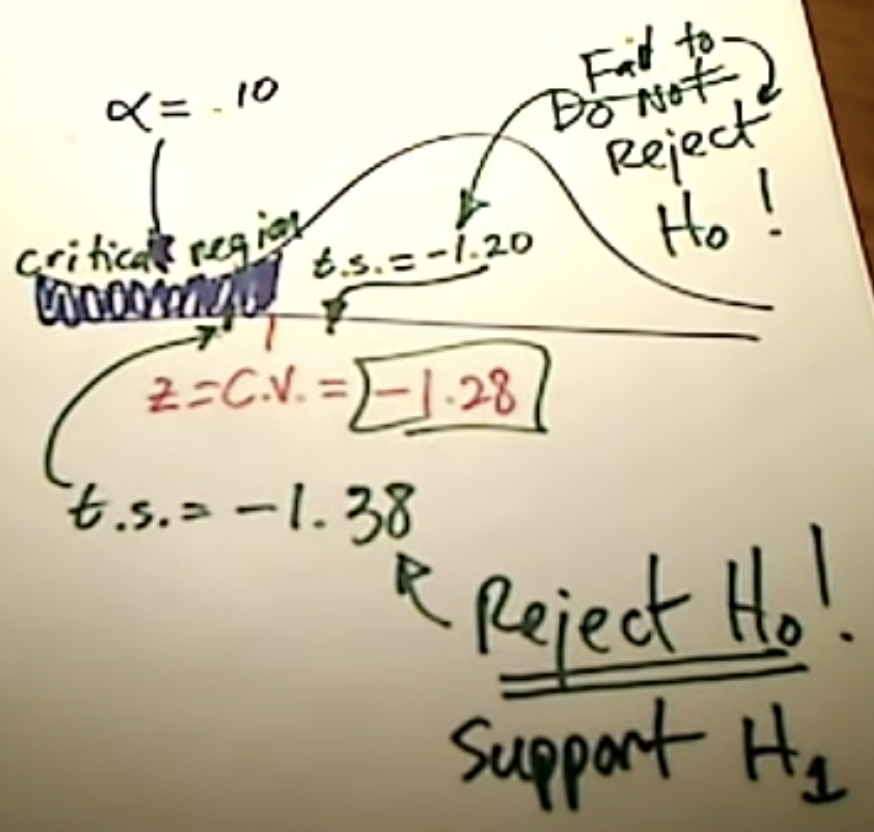 α = .10
Fail to
Do Not
Reject
Ho!
critical region
t.s. = -1.20
z = C.V. = -1.28
t.s. = -1.38
Reject Ho!
Support H1